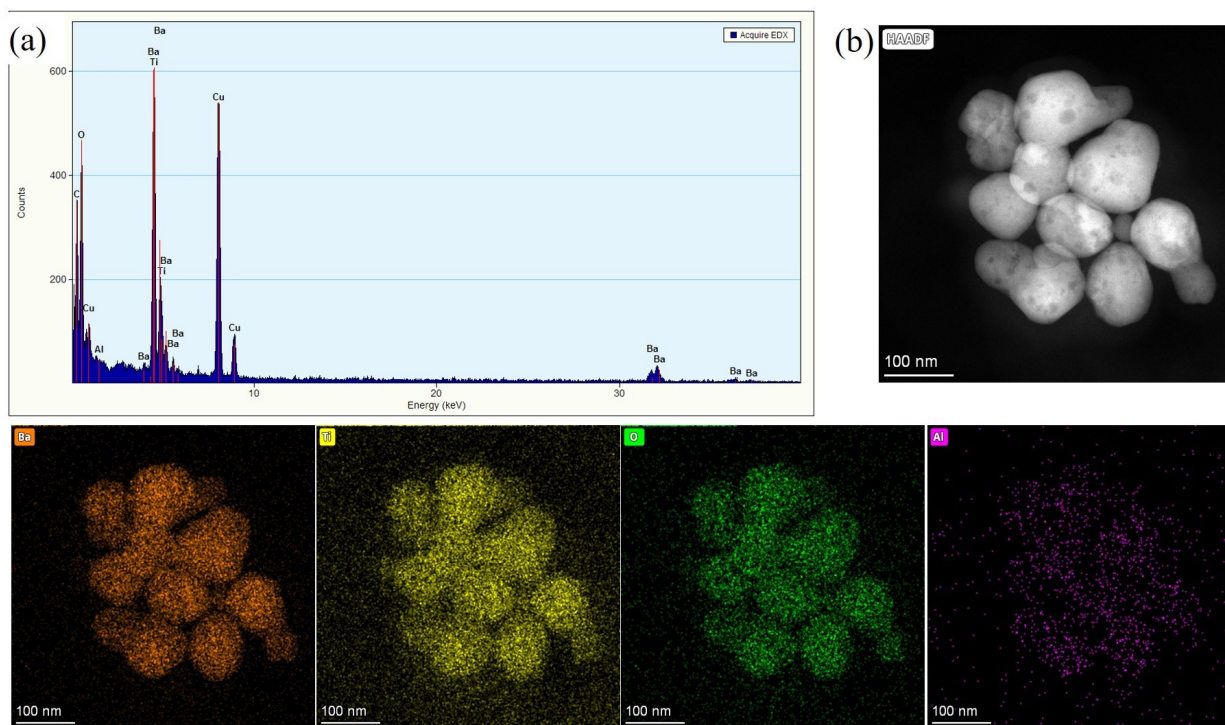 (a)
Acquire EDX
Ba
Ba
Ti
Cu
O
C
Ba
Ti
Cu
Cu
Al
Ba
Ba
Ba
Ba
Ba
Ba
Ba
600
400
200
Counts
10
20
30
Energy (keV)
(b)
HAADF
100 nm
Ba
100 nm
Ti
100 nm
O
100 nm
Al
100 nm